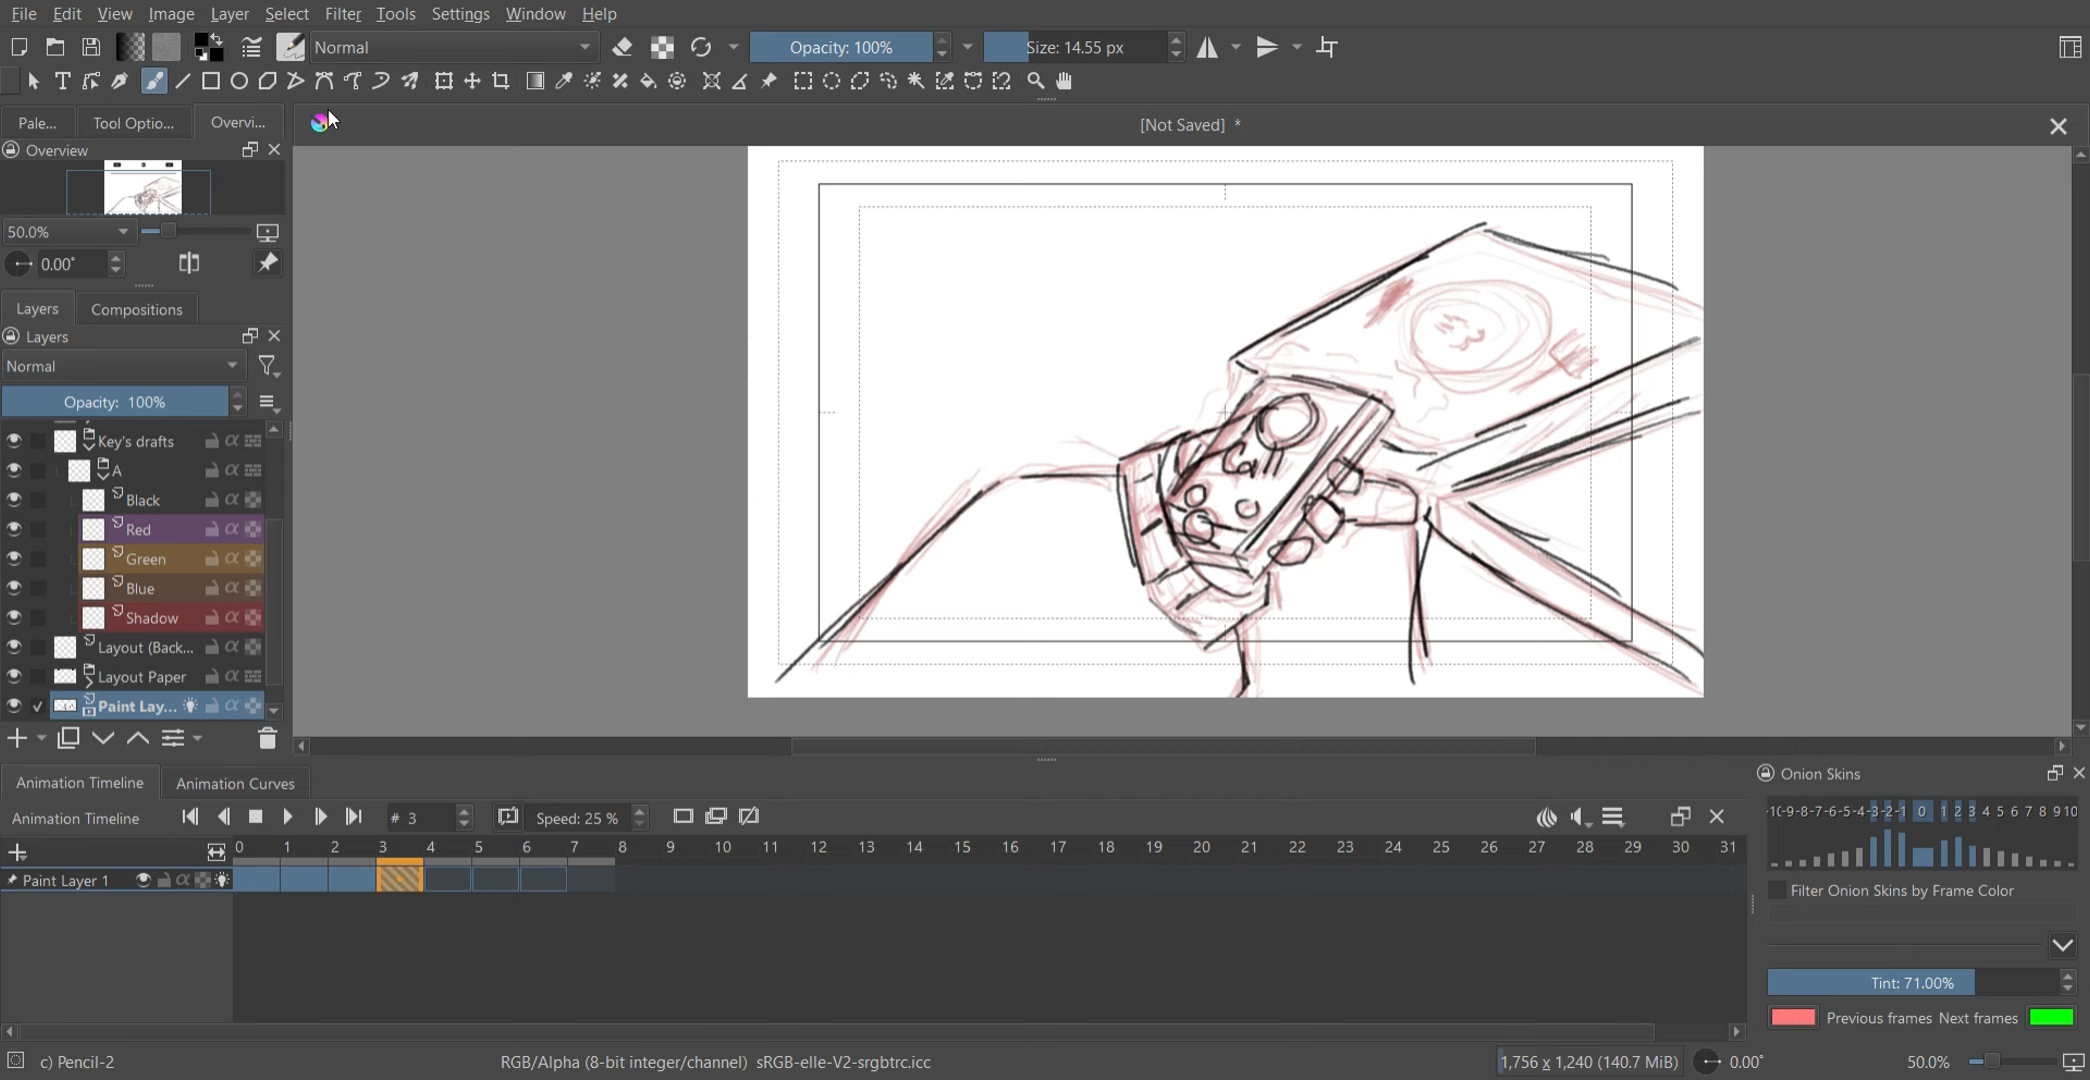 File Edit View Image Layer Select Filter Tools Settings Window Help
Normal Opacity: 100% Size: 14.55 px
Pale... Tool Optio... Overvi... [Not Saved] *
Overview
50.0%
0.00°
Layers Compositions
Layers
Normal
Opacity: 100%
Key's drafts
A
Black
Red
Green
Blue
Shadow
Layout (Back...
Layout Paper
Paint Lay...
Call
Animation Timeline Animation Curves
Animation Timeline # 3 Speed: 25 %
0 1 2 3 4 5 6 7 8 9 10 11 12 13 14 15 16 17 18 19 20 21 22 23 24 25 26 27 28 29 30 31
Paint Layer 1
Onion Skins
-9-8-7-6-5-4-3-2-1 0 1 2 3 4 5 6 7 8 9 10
Filter Onion Skins by Frame Color
Tint: 71.00%
Previous frames Next frames
c) Pencil-2 RGB/Alpha (8-bit integer/channel) sRGB-elle-V2-srgbtrc.icc 1,756 x 1,240 (140.7 MiB) 0.00° 50.0%